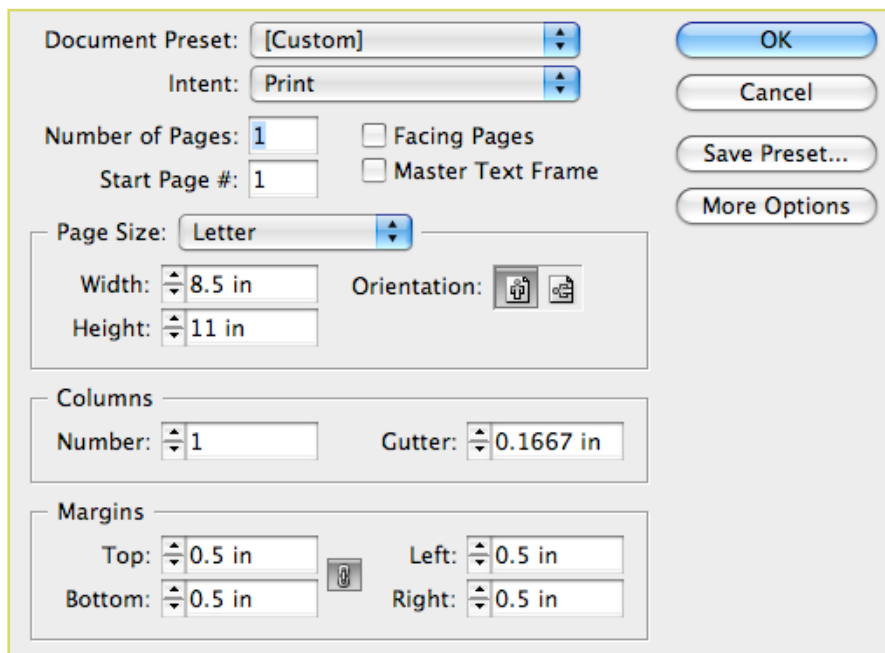 Document Preset: [Custom] OK
Intent: Print Cancel
Number of Pages: 1 Facing Pages Save Preset...
Start Page #: 1 Master Text Frame More Options
Page Size: Letter
Width: 8.5 in Orientation:
Height: 11 in
Columns
Number: 1 Gutter: 0.1667 in
Margins
Top: 0.5 in Left: 0.5 in
Bottom: 0.5 in Right: 0.5 in